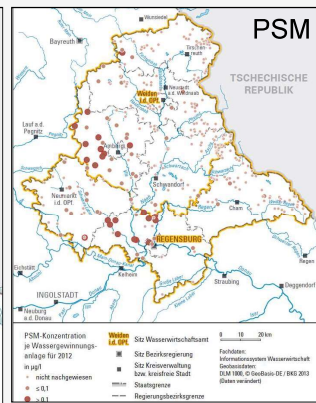 PSM
Wunsiedel
Bayreuth
Tirschen-
reuth
TSCHECHISCHE
REPUBLIK
Neustadt
a.d. Waldnaab
Weiden
i.d. OPf.
Lauf a.d.
Pegnitz
Amberg
Schwandorf
Neumarkt
i.d. OPf.
Cham
Regen
REGENSBURG
Eichstätt
Kelheim
Straubing
Regen
Deggendorf
INGOLSTADT
Neuburg
a.d. Donau
PSM-Konzentration
je Wassergewinnungs-
anlage für 2012
in µg/l
nicht nachgewiesen
≤ 0,1
> 0,1
Weiden
i.d. OPf.
Sitz Wasserwirtschaftsamt
Sitz Bezirksregierung
Sitz Kreisverwaltung
bzw. kreisfreie Stadt
Staatsgrenze
Regierungsbezirksgrenze
0 10 20 km
Fachdaten:
Informationssystem Wasserwirtschaft
Geobasisdaten:
DLM 1000, © GeoBasis-DE / BKG 2013
(Daten verändert)